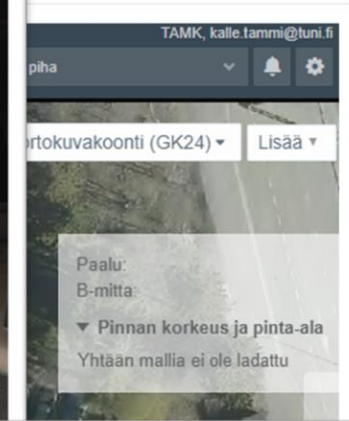 TAMK, kalle.tammi@tuni.fi
piha
rtokuvakoonti (GK24) Lisää
Paalu:
B-mitta:
Pinnan korkeus ja pinta-ala
Yhtään mallia ei ole ladattu